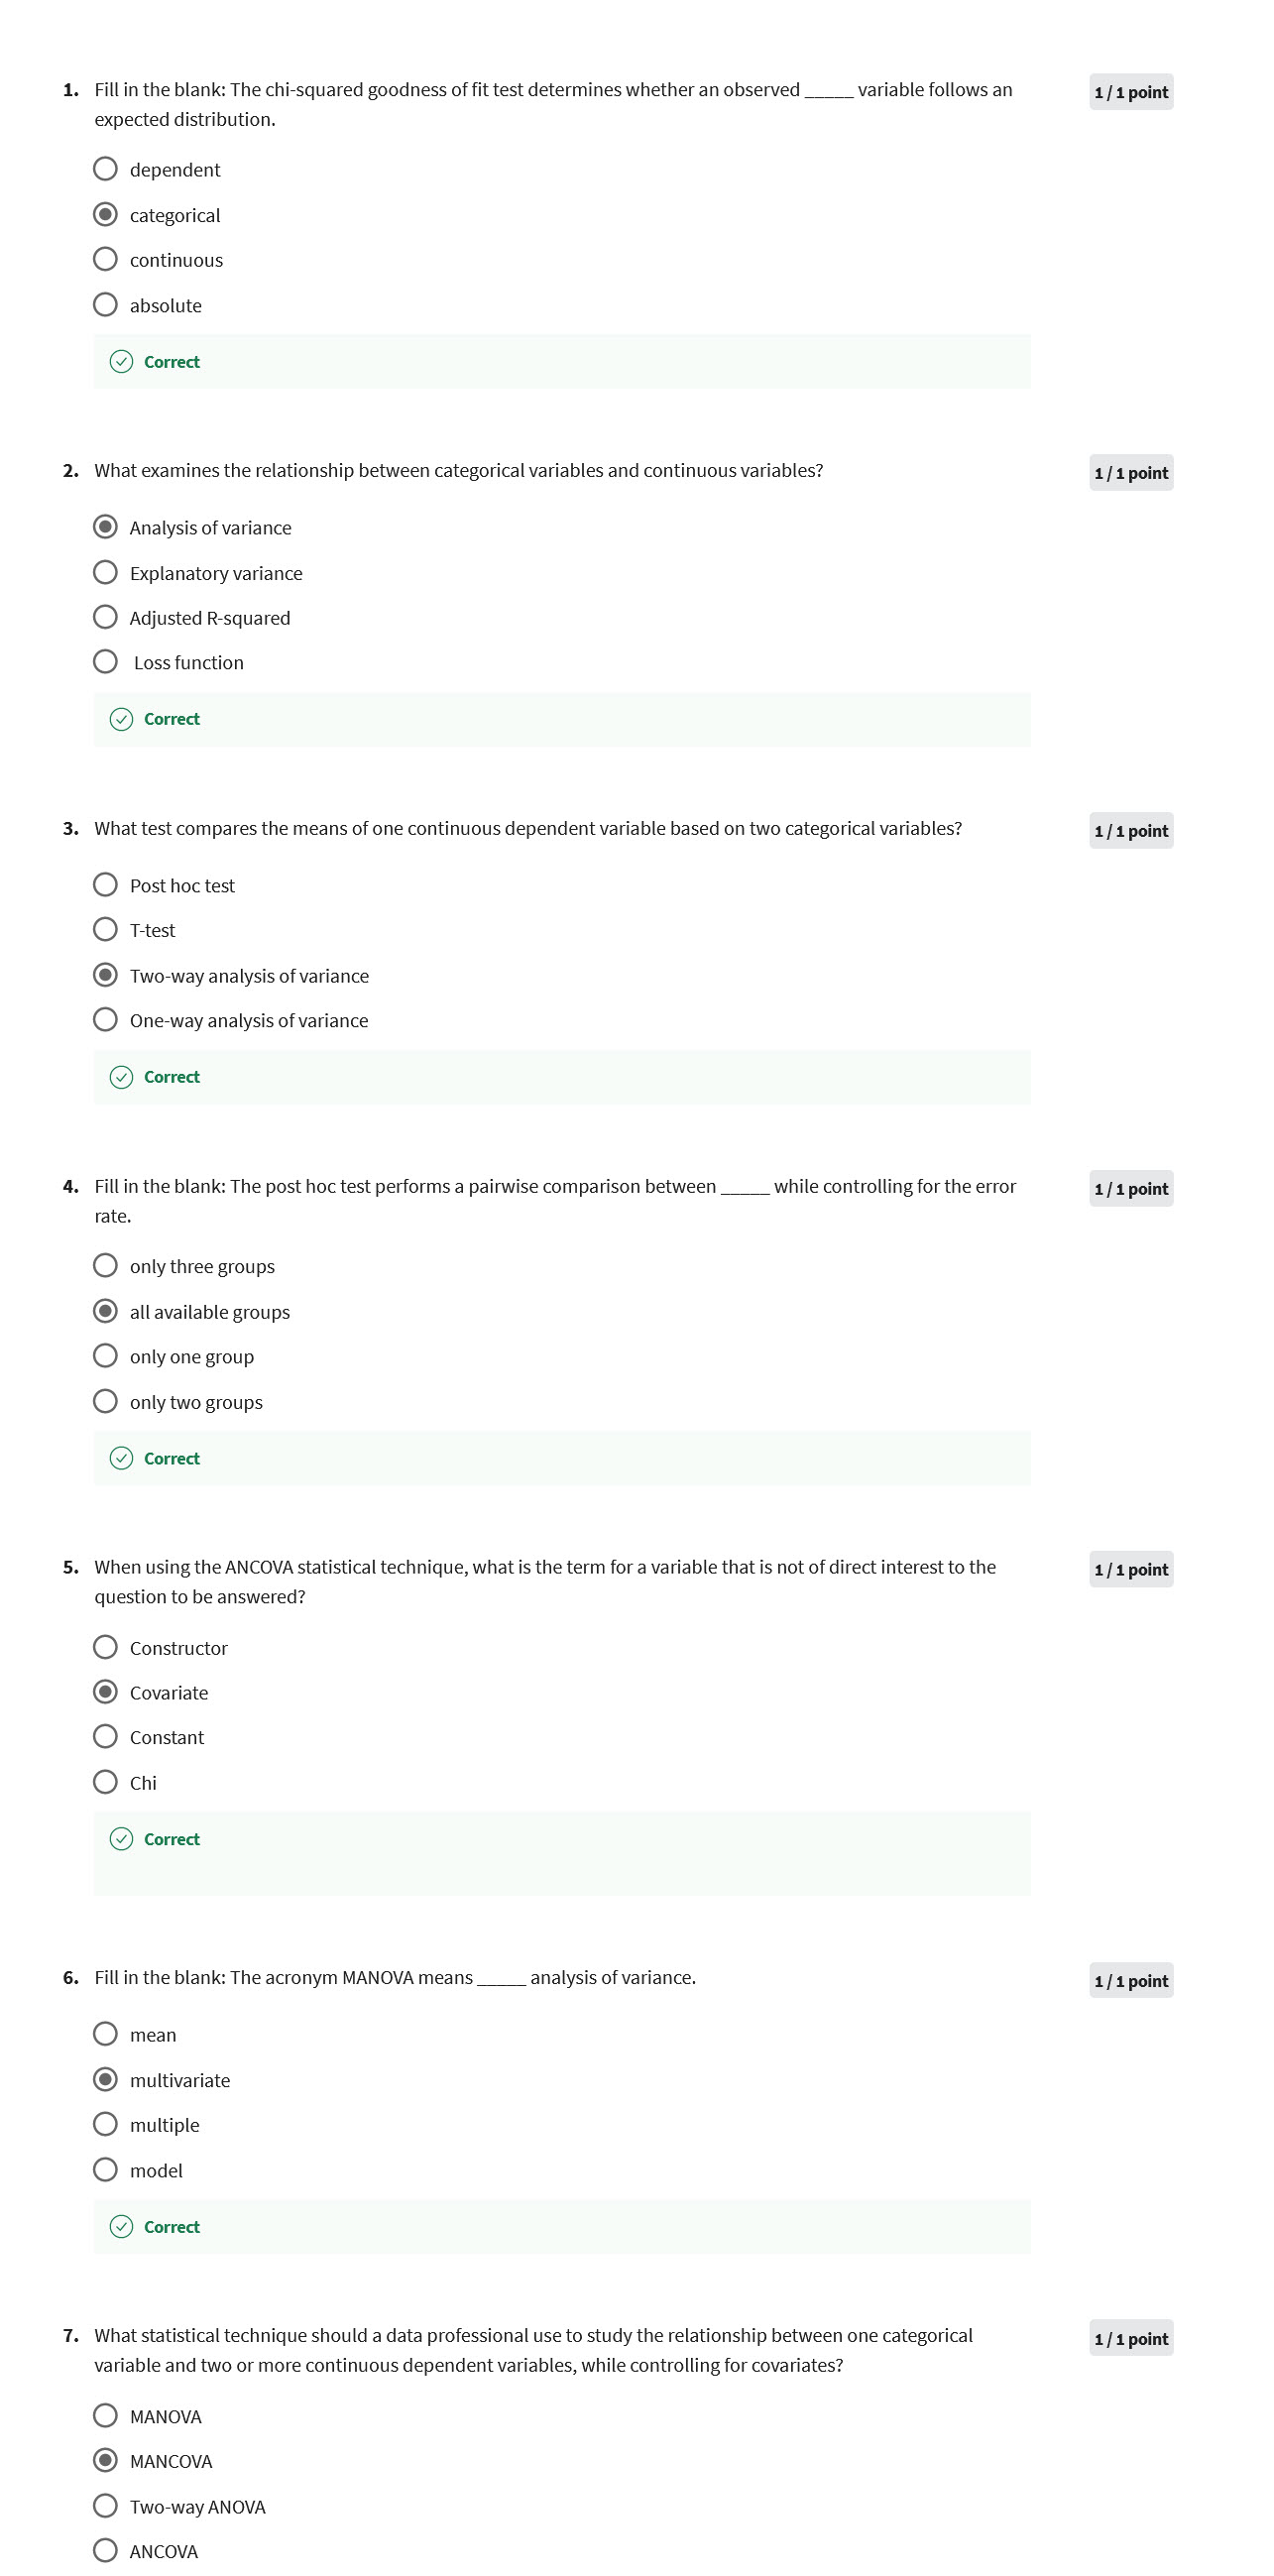 1. Fill in the blank: The chi-squared goodness of fit test determines whether an observed _____ variable follows an
expected distribution.
1 / 1 point
dependent
categorical
continuous
absolute
Correct
2. What examines the relationship between categorical variables and continuous variables?
1 / 1 point
Analysis of variance
Explanatory variance
Adjusted R-squared
Loss function
Correct
3. What test compares the means of one continuous dependent variable based on two categorical variables?
1 / 1 point
Post hoc test
T-test
Two-way analysis of variance
One-way analysis of variance
Correct
4. Fill in the blank: The post hoc test performs a pairwise comparison between _____ while controlling for the error
rate.
1 / 1 point
only three groups
all available groups
only one group
only two groups
Correct
5. When using the ANCOVA statistical technique, what is the term for a variable that is not of direct interest to the
question to be answered?
1 / 1 point
Constructor
Covariate
Constant
Chi
Correct
6. Fill in the blank: The acronym MANOVA means _____ analysis of variance.
1 / 1 point
mean
multivariate
multiple
model
Correct
7. What statistical technique should a data professional use to study the relationship between one categorical
variable and two or more continuous dependent variables, while controlling for covariates?
1 / 1 point
MANOVA
MANCOVA
Two-way ANOVA
ANCOVA